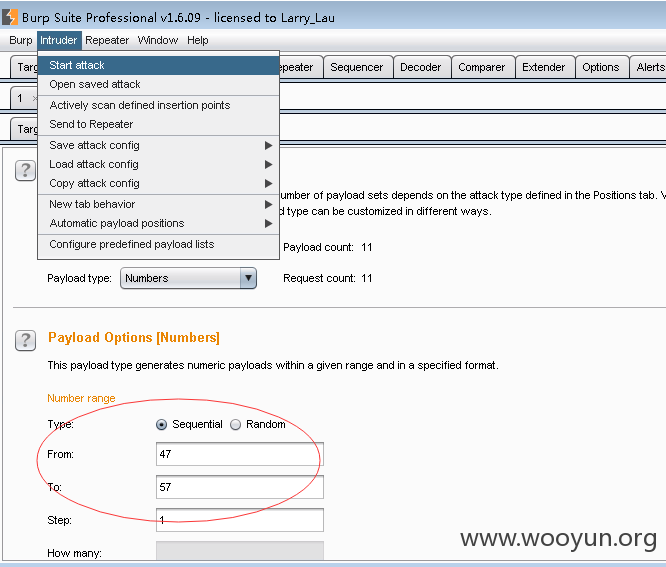 Burp Suite Professional v1.6.09 - licensed to Larry_Lau
Burp Intruder Repeater Window Help
Start attack
Open saved attack
Actively scan defined insertion points
Send to Repeater
Save attack config
Load attack config
Copy attack config
New tab behavior
Automatic payload positions
Configure predefined payload lists
Targ epeater Sequencer Decoder Comparer Extender Options Alerts
1 ×
Targ
? number of payload sets depends on the attack type defined in the Positions tab. V
d type can be customized in different ways.
Payload count: 11
Payload type: Numbers Request count: 11
? Payload Options [Numbers]
This payload type generates numeric payloads within a given range and in a specified format.
Number range
Type: Sequential Random
From: 47
To: 57
Step: 1
How many:
www.wooyun.org